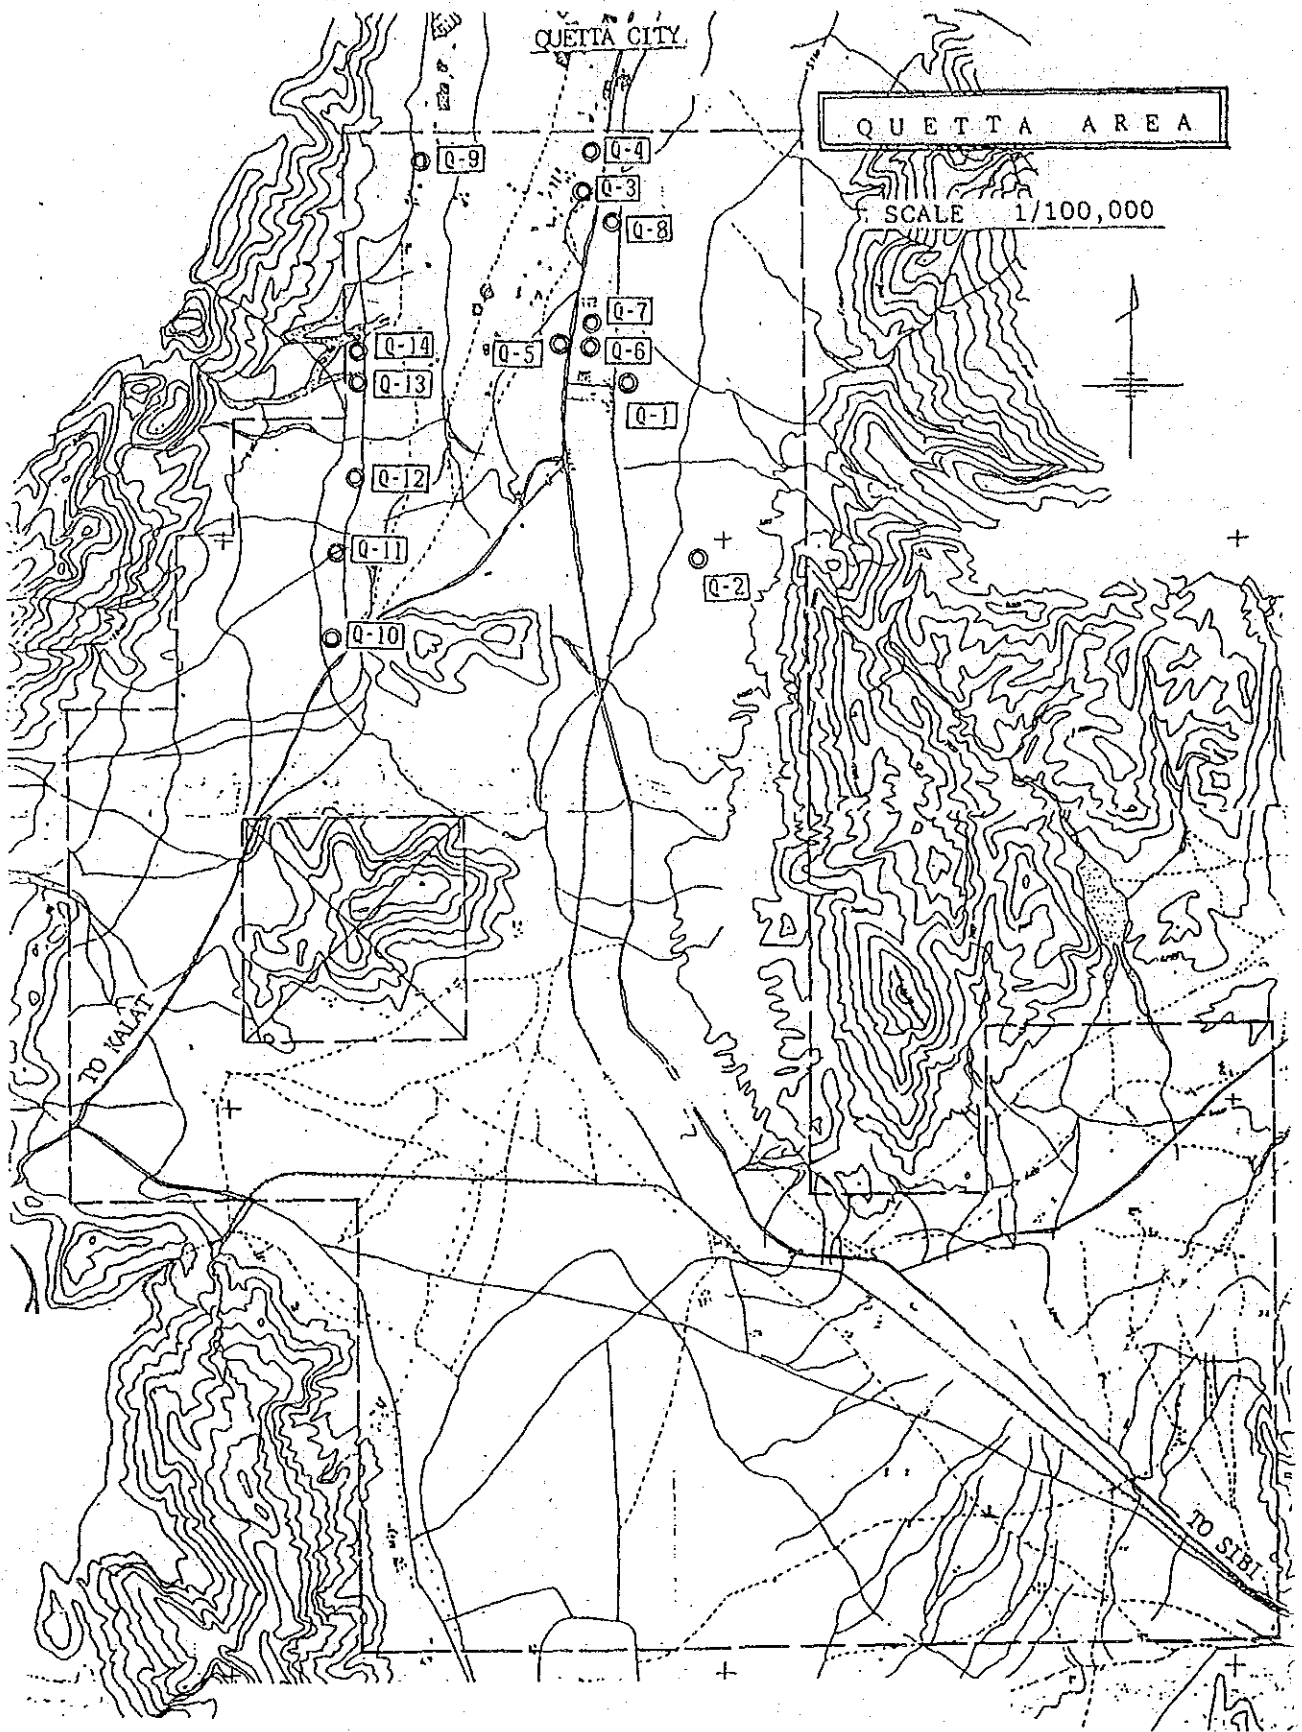 QUETTA CITY
QUETTA AREA
SCALE 1/100,000
Q-9
Q-4
Q-3
Q-8
Q-7
Q-14
Q-5
Q-6
Q-13
Q-1
Q-12
Q-11
Q-2
Q-10
TO KALAT
TO SIBI